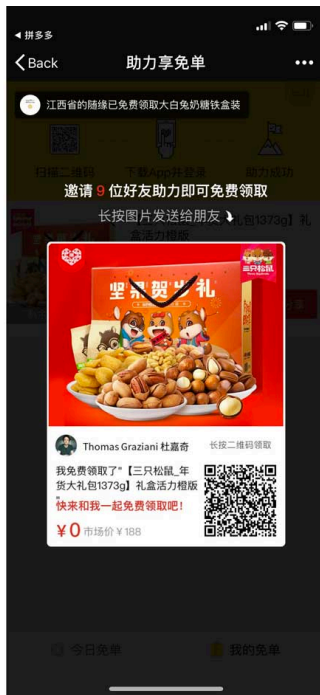 ◀ 拼多多
Back
助力享免单
江西省的随缘已免费领取大白兔奶糖铁盒装
扫描二维码
下载App并登录
助力成功
邀请 9 位好友助力即可免费领取
长按图片发送给朋友
坚果贺岁礼
三只松鼠
Thomas Graziani 杜嘉奇
长按二维码领取
我免费领取了"【三只松鼠_年
货大礼包1373g】礼盒活力橙版
"
快来和我一起免费领取吧!
¥0 市场价¥188
今日免单
我的免单